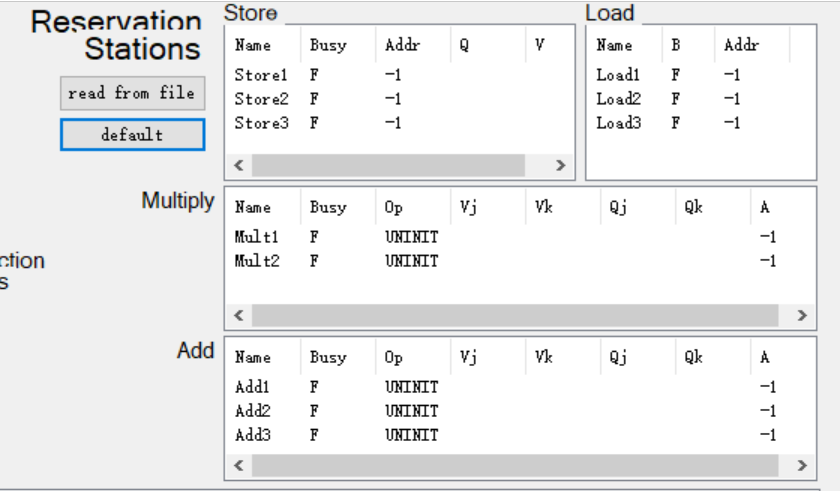 Reservation
Stations
read from file
default
Store
Name Busy Addr Q V
Store1 F -1
Store2 F -1
Store3 F -1
Load
Name B Addr
Load1 F -1
Load2 F -1
Load3 F -1
Multiply
Name Busy Op Vj Vk Qj Qk A
Mult1 F UNINIT -1
Mult2 F UNINIT -1
ction
s
Add
Name Busy Op Vj Vk Qj Qk A
Add1 F UNINIT -1
Add2 F UNINIT -1
Add3 F UNINIT -1